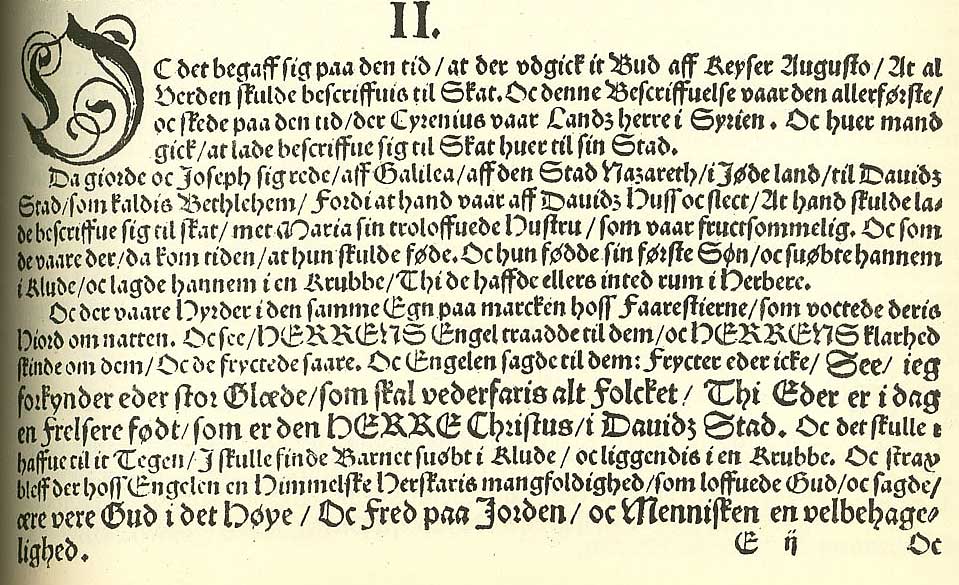 II.
OC det begaff sig paa den tid/at der vdgick it Bud aff Keyser Augusto/At al
Verden skulde bescriffuis til Skat. Oc denne Bescriffuelse vaar den allerførste/
oc skede paa den tid/der Cyrenius vaar Landz herre i Syrien. Oc huer mand
gick/at lade bescriffue sig til Skat huer til sin Stad.
Da giorde oc Joseph sig rede/aff Galilea/aff den Stad Nazareth/i Jøde land/til Dauidz
Stad/som kaldis Bethlehem/Fordi at hand vaar aff Dauidz Huss oc slect/At hand skulde la-
de bescriffue sig til skat/met Maria sin troloffuede Hustru/som vaar fructsommelig. Oc som
de vaare der/da kom tiden/at hun skulde føde. Oc hun fødde sin første Søn/oc suøbte hannem
i Klude/oc lagde hannem i en Krubbe/Thi de haffde ellers inted rum i Herbere.
Oc der vaare Hyrder i den samme Egn paa marcken hoss Faarestierne/som voctede deris
Hiord om natten. Oc see/HERRENS Engel traadde til dem/oc HERRENS klarhed
skinde om dem/Oc de fryctede saare. Oc Engelen sagde til dem: Frycter eder icke/See/ieg
forkynder eder stor Glæde/som skal vederfaris alt Folcket/Thi Eder er i dag
en Frelsere født/som er den HERRE Christus/i Dauidz Stad. Oc det skulle i
haffue til it Tegen/I skulle finde Barnet suøbt i Klude/oc liggendis i en Krubbe. Oc strax
bleff der hoss Engelen en Himmelske Herskaris mangfoldighed/som loffuede Gud/oc sagde/
ære vere Gud i det Høye/Oc Fred paa Jorden/oc Mennisken en velbehage-
lighed.
E ij Oc